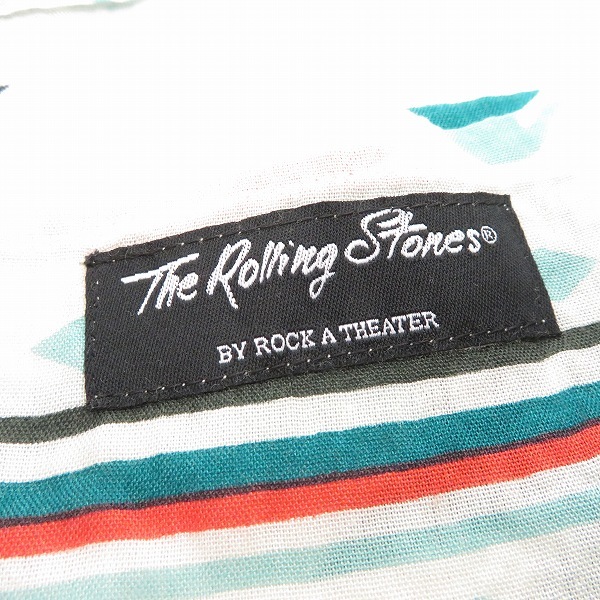 The Rolling Stones®
BY ROCK A THEATER